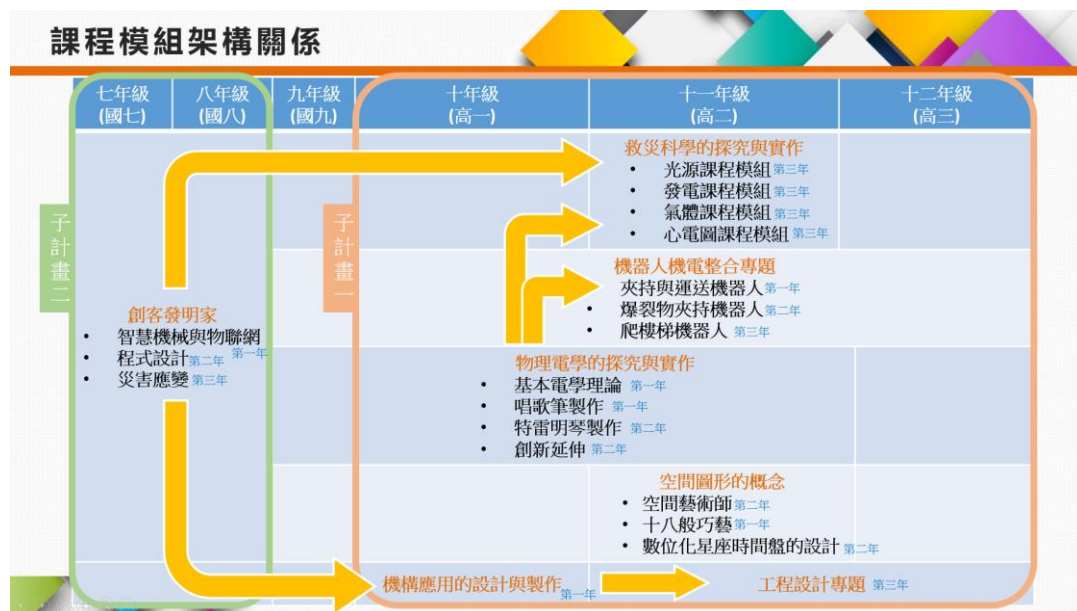 課程模組架構關係
七年級
(國七)
八年級
(國八)
九年級
(國九)
十年級
(高一)
十一年級
(高二)
十二年級
(高三)
子計畫二
子計畫一
創客發明家
• 智慧機械與物聯網 第一年
• 程式設計 第二年
• 災害應變 第三年
救災科學的探究與實作
• 光源課程模組 第三年
• 發電課程模組 第三年
• 氣體課程模組 第三年
• 心電圖課程模組 第三年
機器人機電整合專題
• 夾持與運送機器人 第一年
• 爆裂物夾持機器人 第二年
• 爬樓梯機器人 第三年
物理電學的探究與實作
• 基本電學理論 第一年
• 唱歌筆製作 第一年
• 特雷明琴製作 第二年
• 創新延伸 第二年
空間圖形的概念
• 空間藝術師 第二年
• 十八般巧藝 第一年
• 數位化星座時間盤的設計 第二年
機構應用的設計與製作 第一年
工程設計專題 第三年